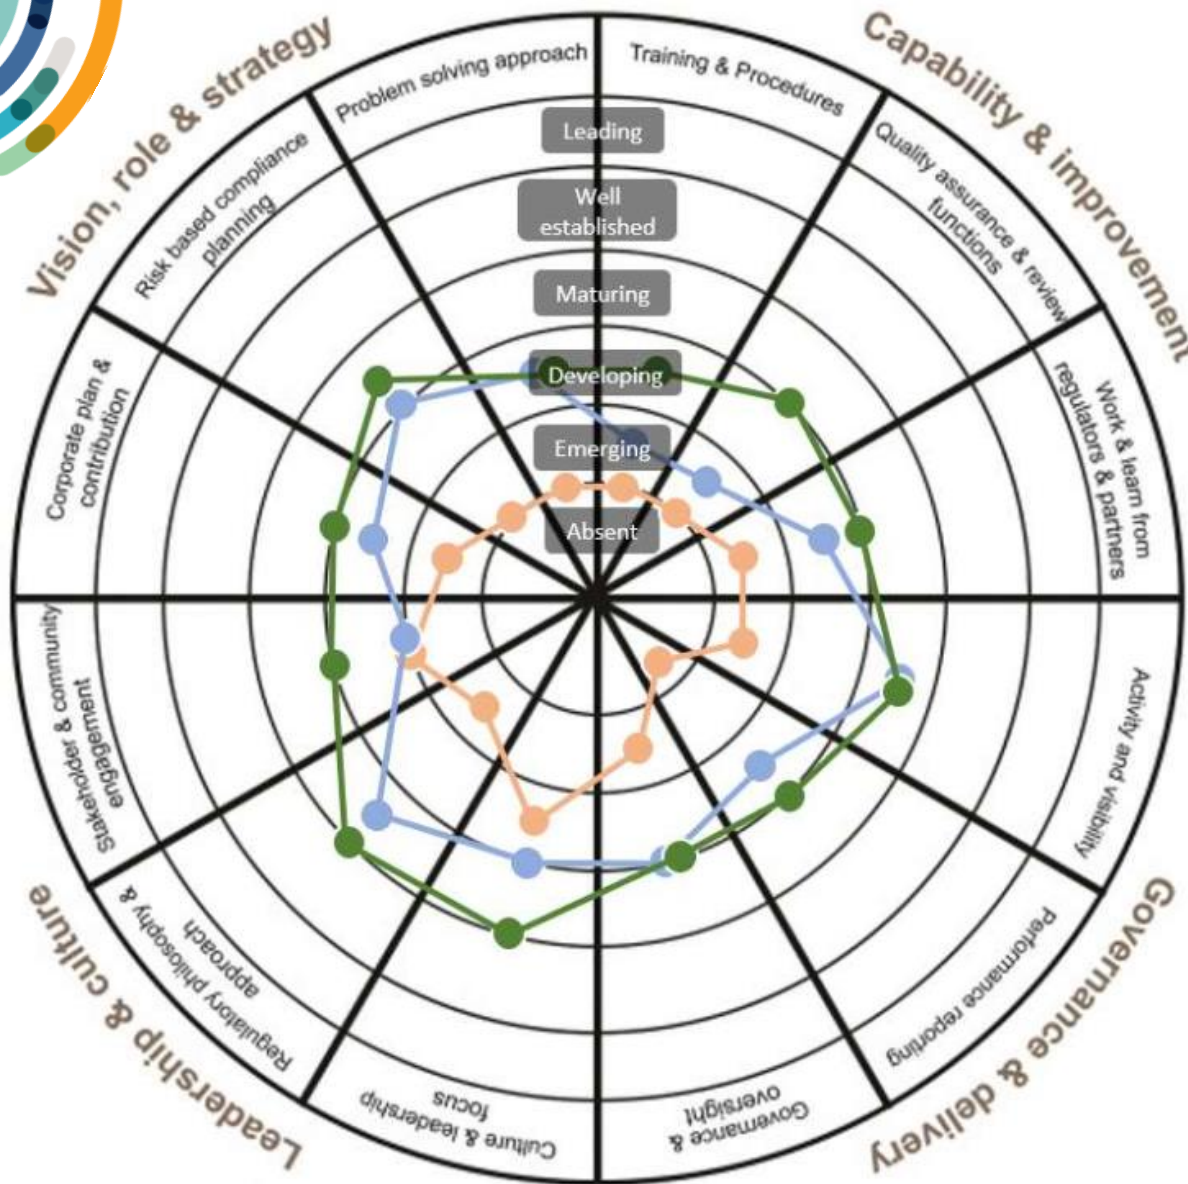 Vision, role & strategy
Capability & improvement
Problem solving approach
Training & Procedures
Risk based compliance
planning
Quality assurance & review
functions
Corporate plan &
contribution
Work & learn from
regulators & partners
Leading
Well
established
Maturing
Developing
Emerging
Absent
Stakeholder & community
engagement
Activity and visibility
Regulatory philosophy &
approach
Performance reporting
Culture & leadership
focus
Governance &
oversight
Leadership & culture
Governance & delivery